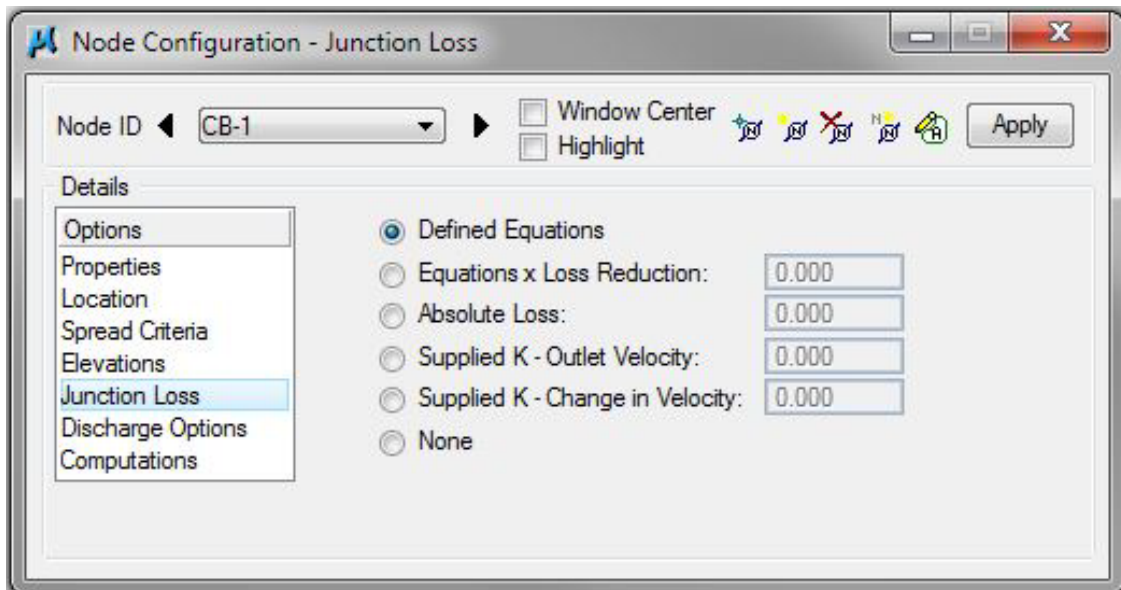 Node Configuration - Junction Loss
Node ID CB-1 Window Center Apply
Highlight
Details
Options
Properties
Location
Spread Criteria
Elevations
Junction Loss
Discharge Options
Computations
Defined Equations
Equations x Loss Reduction: 0.000
Absolute Loss: 0.000
Supplied K - Outlet Velocity: 0.000
Supplied K - Change in Velocity: 0.000
None